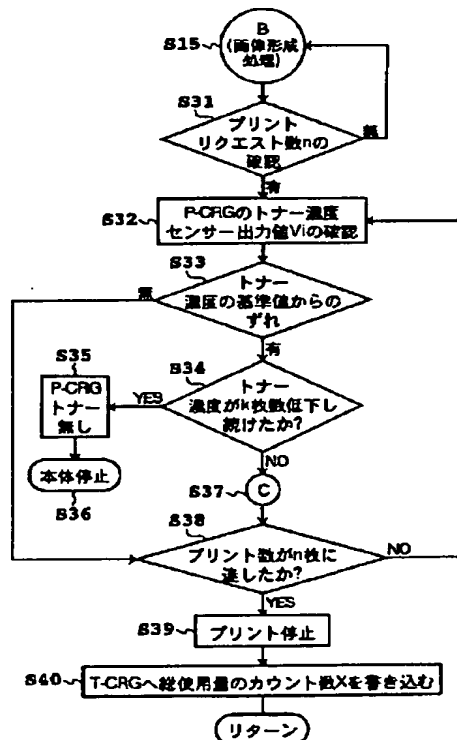 S15
B
(画像形成
処理)
S31
プリント
リクエスト数nの
確認
無
有
S32
P-CRGのトナー濃度
センサー出力値Viの確認
S33
トナー
濃度の基準値からの
ずれ
無
有
S35
P-CRG
トナー
無し
S34
トナー
濃度がk枚数低下し
続けたか?
YES
NO
本体停止
S36
S37
C
S38
プリント数がn枚に
達したか?
NO
YES
S39
プリント停止
S40
T-CRGへ総使用量のカウント数Xを書き込む
リターン